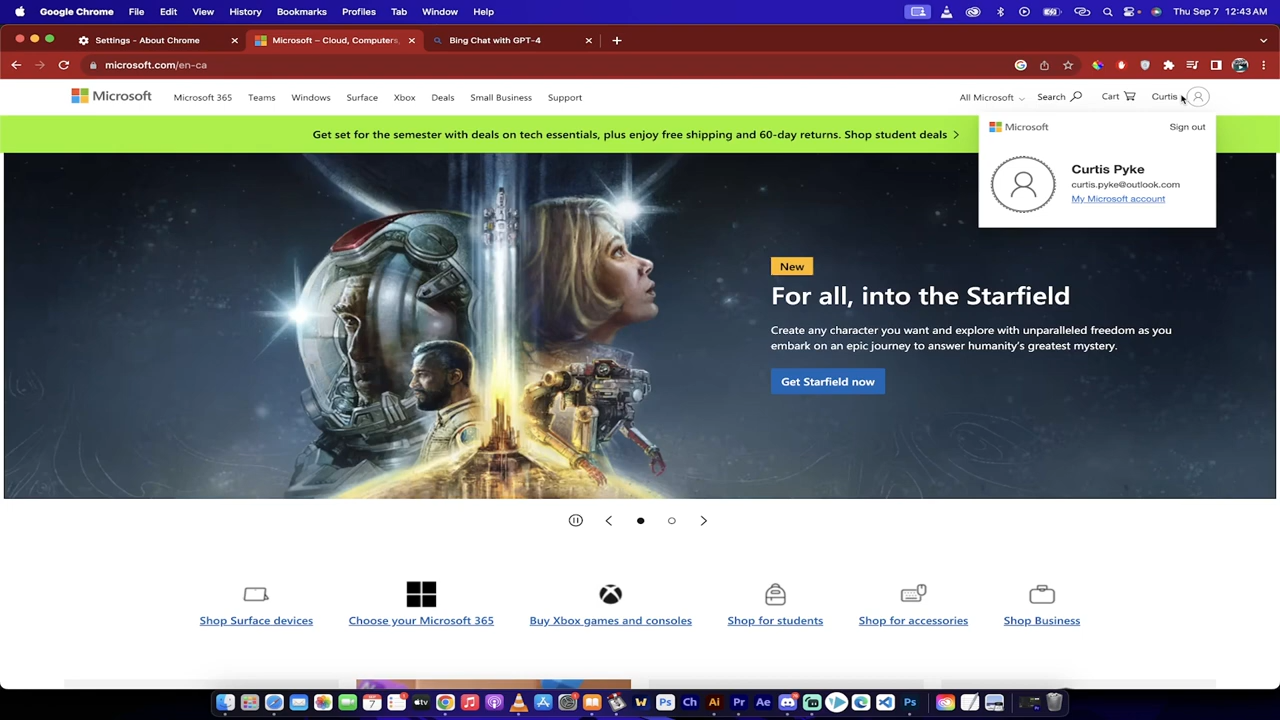 Google Chrome File Edit View History Bookmarks Profiles Tab Window Help Thu Sep 7 12:43 AM
Settings - About Chrome
Microsoft – Cloud, Computers,
Bing Chat with GPT-4
microsoft.com/en-ca
Microsoft Microsoft 365 Teams Windows Surface Xbox Deals Small Business Support All Microsoft Search Cart Curtis
Get set for the semester with deals on tech essentials, plus enjoy free shipping and 60-day returns. Shop student deals
Microsoft Sign out
Curtis Pyke
curtis.pyke@outlook.com
My Microsoft account
New
For all, into the Starfield
Create any character you want and explore with unparalleled freedom as you
embark on an epic journey to answer humanity's greatest mystery.
Get Starfield now
Shop Surface devices
Choose your Microsoft 365
Buy Xbox games and consoles
Shop for students
Shop for accessories
Shop Business